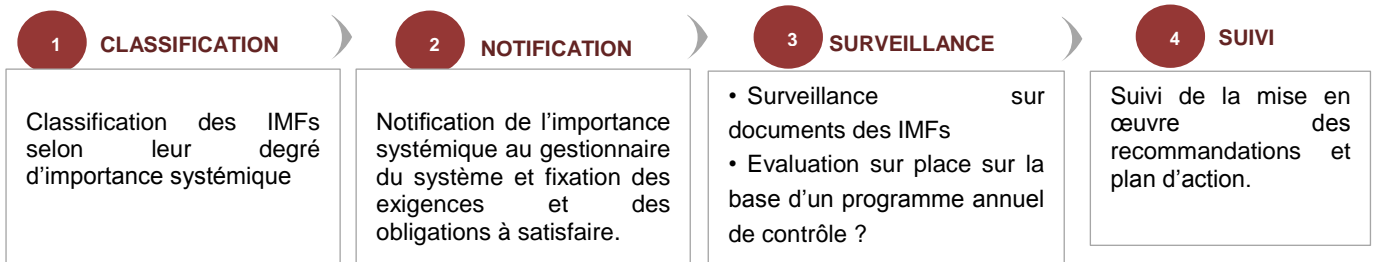 1 CLASSIFICATION
Classification des IMFs
selon leur degré
d’importance systémique
2 NOTIFICATION
Notification de l’importance
systémique au gestionnaire
du système et fixation des
exigences et des
obligations à satisfaire.
3 SURVEILLANCE
• Surveillance sur
documents des IMFs
• Evaluation sur place sur la
base d’un programme annuel
de contrôle ?
4 SUIVI
Suivi de la mise en
œuvre des
recommandations et
plan d’action.